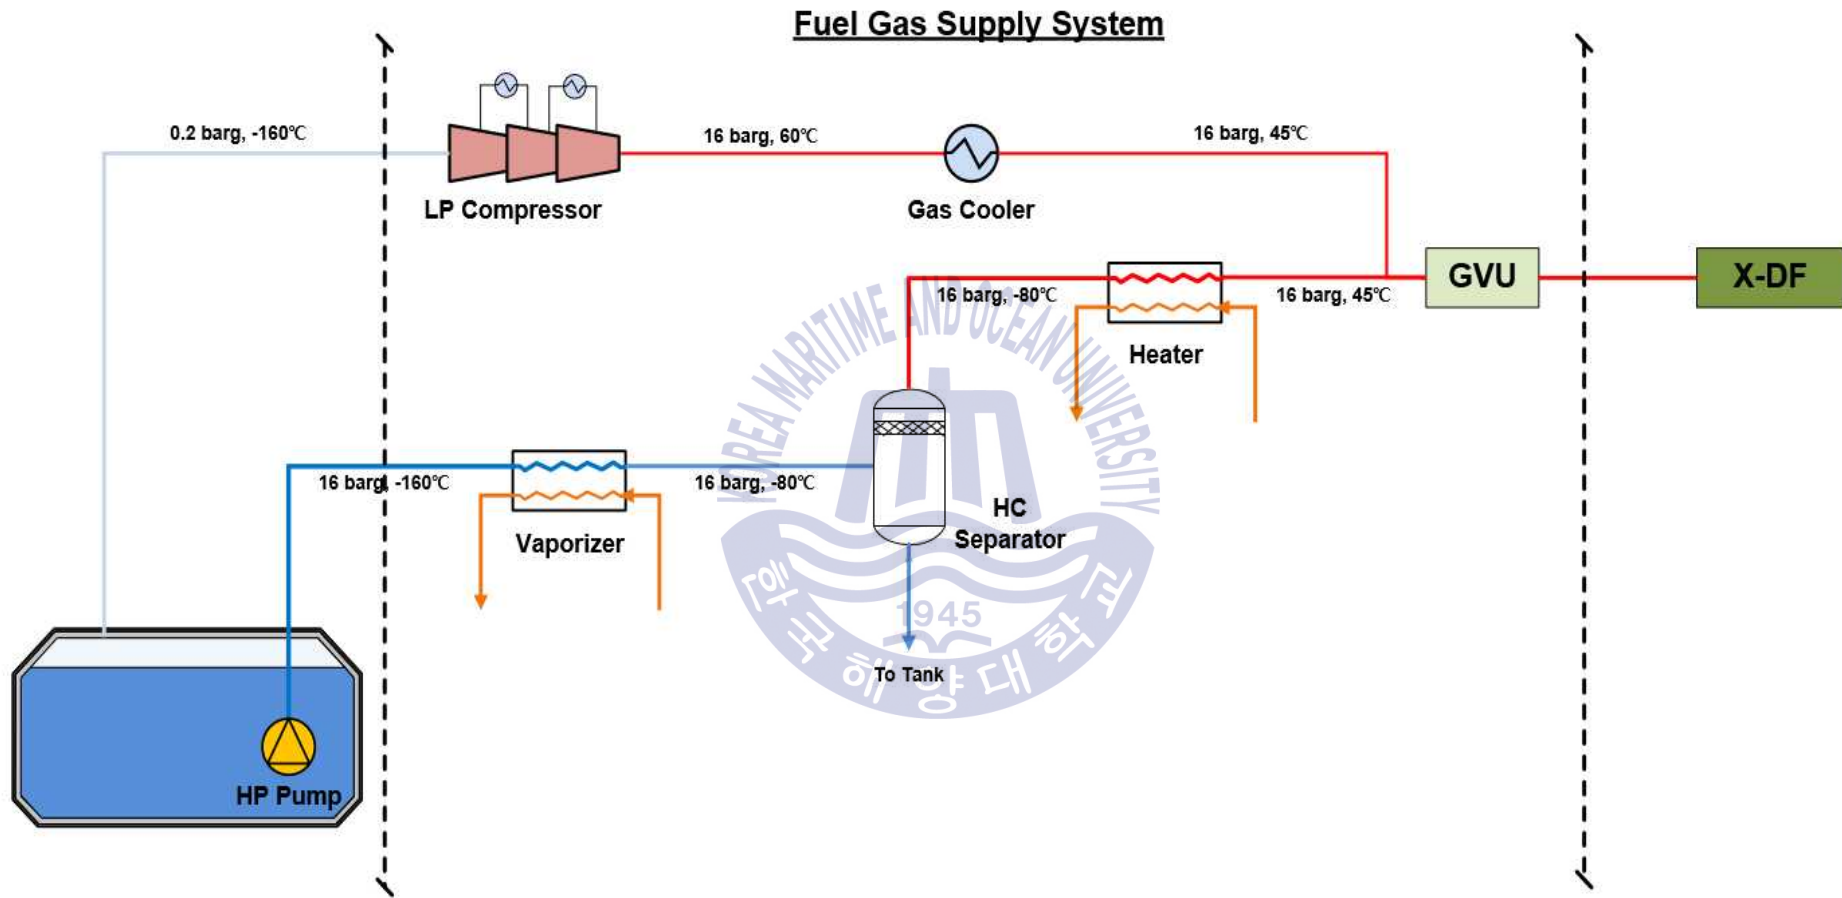 Fuel Gas Supply System
0.2 barg, -160℃
16 barg, 60℃
16 barg, 45℃
LP Compressor
Gas Cooler
GVU
X-DF
16 barg, -80℃
16 barg, 45℃
Heater
16 barg, -160℃
16 barg, -80℃
Vaporizer
HC
Separator
To Tank
HP Pump
KOREA MARITIME AND OCEAN UNIVERSITY
1945
한국해양대학교